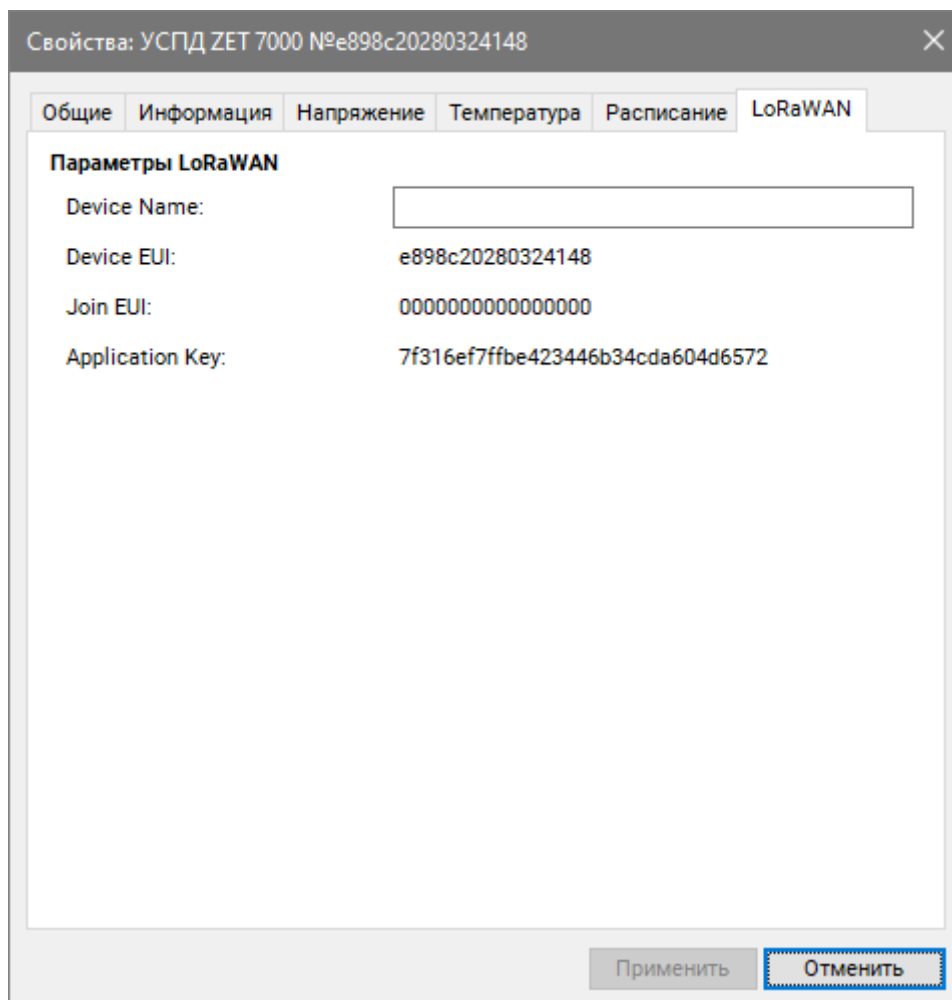 Свойства: УСПД ZET 7000 №e898c20280324148
Общие Информация Напряжение Температура Расписание LoRaWAN
Параметры LoRaWAN
Device Name:
Device EUI: e898c20280324148
Join EUI: 0000000000000000
Application Key: 7f316ef7ffbe423446b34cda604d6572
Применить Отменить